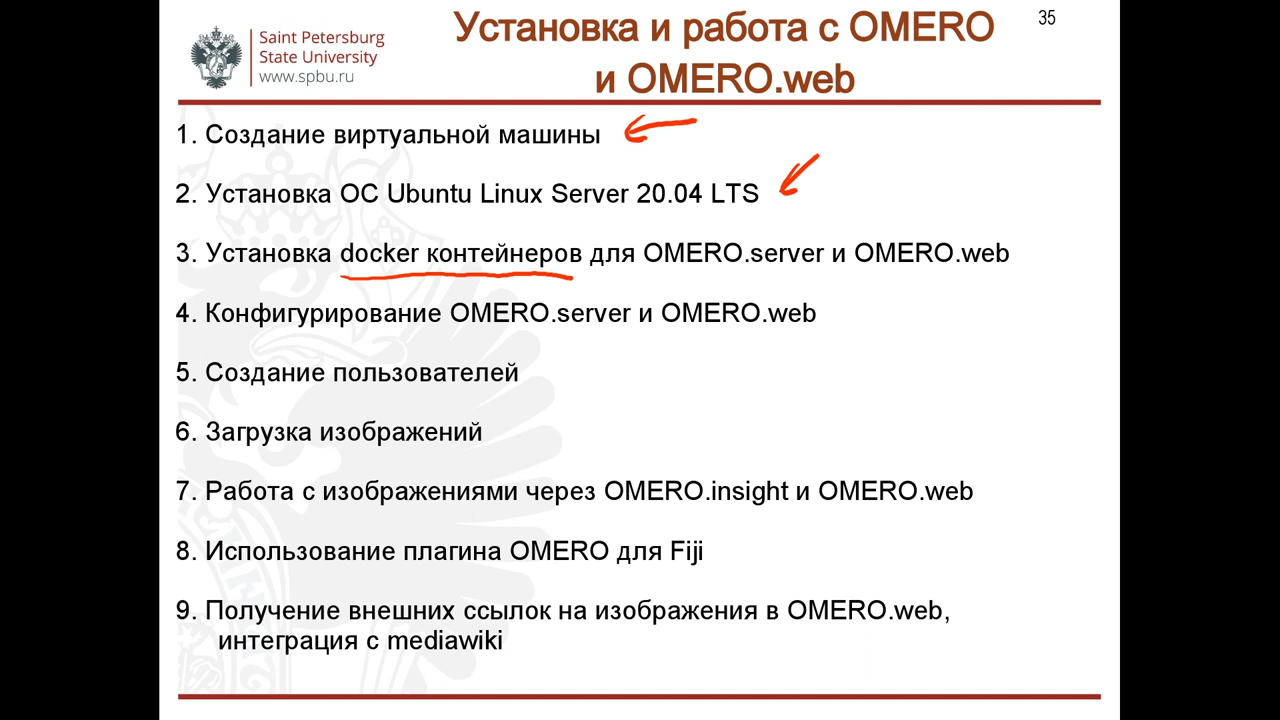 Saint Petersburg
State University
www.spbu.ru
Установка и работа с OMERO
и OMERO.web
35
1. Создание виртуальной машины
2. Установка ОС Ubuntu Linux Server 20.04 LTS
3. Установка docker контейнеров для OMERO.server и OMERO.web
4. Конфигурирование OMERO.server и OMERO.web
5. Создание пользователей
6. Загрузка изображений
7. Работа с изображениями через OMERO.insight и OMERO.web
8. Использование плагина OMERO для Fiji
9. Получение внешних ссылок на изображения в OMERO.web,
интеграция с mediawiki